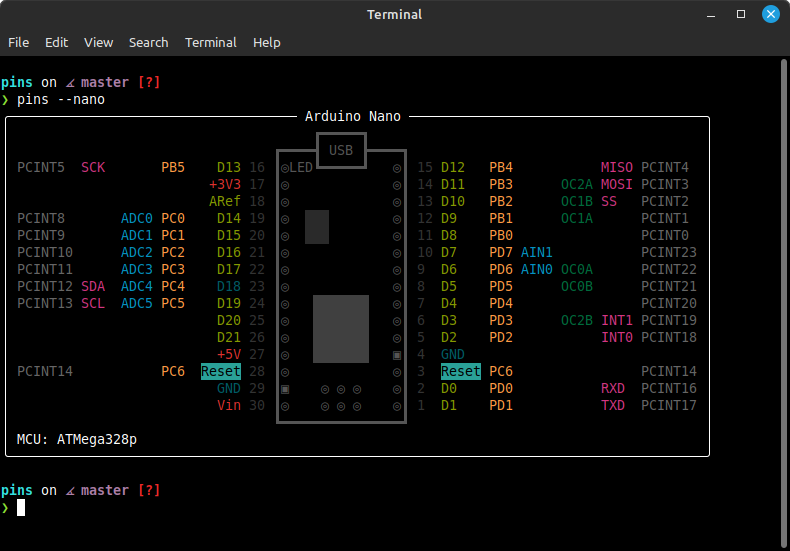 Terminal
File Edit View Search Terminal Help
pins on ∡ master [?]
❯ pins --nano
Arduino Nano
USB
PCINT5 SCK PB5 D13 16 ◎LED ◎ 15 D12 PB4 MISO PCINT4
+3V3 17 ◎ ◎ 14 D11 PB3 OC2A MOSI PCINT3
ARef 18 ◎ ◎ 13 D10 PB2 OC1B SS PCINT2
PCINT8 ADC0 PC0 D14 19 ◎ ◎ 12 D9 PB1 OC1A PCINT1
PCINT9 ADC1 PC1 D15 20 ◎ ◎ 11 D8 PB0 PCINT0
PCINT10 ADC2 PC2 D16 21 ◎ ◎ 10 D7 PD7 AIN1 PCINT23
PCINT11 ADC3 PC3 D17 22 ◎ ◎ 9 D6 PD6 AIN0 OC0A PCINT22
PCINT12 SDA ADC4 PC4 D18 23 ◎ ◎ 8 D5 PD5 OC0B PCINT21
PCINT13 SCL ADC5 PC5 D19 24 ◎ ◎ 7 D4 PD4 PCINT20
D20 25 ◎ ◎ 6 D3 PD3 OC2B INT1 PCINT19
D21 26 ◎ ◎ 5 D2 PD2 INT0 PCINT18
+5V 27 ◎ ▣ 4 GND
PCINT14 PC6 Reset 28 ◎ ◎ 3 Reset PC6 PCINT14
GND 29 ▣ ◎ ◎ ◎ ◎ 2 D0 PD0 RXD PCINT16
Vin 30 ◎ ◎ ◎ ◎ ◎ 1 D1 PD1 TXD PCINT17
MCU: ATMega328p
pins on ∡ master [?]
❯